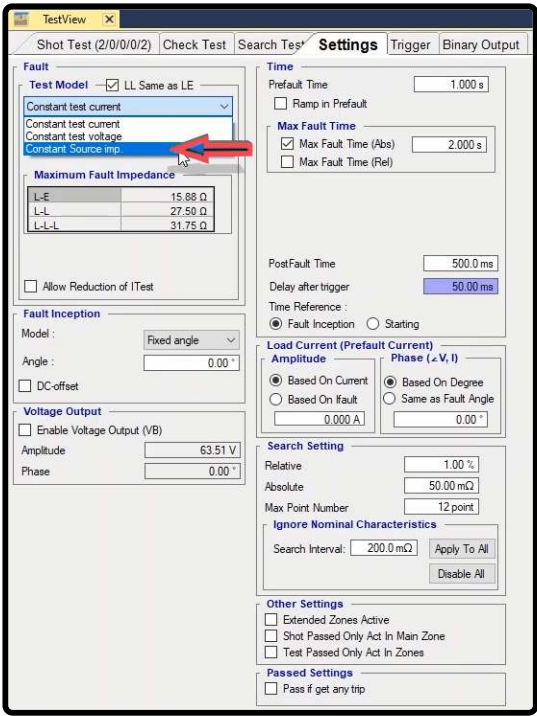 TestView X
Shot Test (2/0/0/0/2) Check Test Search Test Settings Trigger Binary Output
Fault
Test Model LL Same as LE
Constant test current
Constant test current
Constant test voltage
Constant Source imp.
Maximum Fault Impedance
L-E 15.88 Ω
L-L 27.50 Ω
L-L-L 31.75 Ω
Allow Reduction of ITest
Fault Inception
Model : Fixed angle
Angle : 0.00 °
DC-offset
Voltage Output
Enable Voltage Output (VB)
Amplitude 63.51 V
Phase 0.00 °
Time
Prefault Time 1.000 s
Ramp in Prefault
Max Fault Time
Max Fault Time (Abs) 2.000 s
Max Fault Time (Rel)
PostFault Time 500.0 ms
Delay after trigger 50.00 ms
Time Reference :
Fault Inception Starting
Load Current (Prefault Current)
Amplitude
Based On Current
Based On Ifault
0.000 A
Phase (∠V, I)
Based On Degree
Same as Fault Angle
0.00 °
Search Setting
Relative 1.00 %
Absolute 50.00 mΩ
Max Point Number 12 point
Ignore Nominal Characteristics
Search Interval: 200.0 mΩ Apply To All
Disable All
Other Settings
Extended Zones Active
Shot Passed Only Act In Main Zone
Test Passed Only Act In Zones
Passed Settings
Pass if get any trip